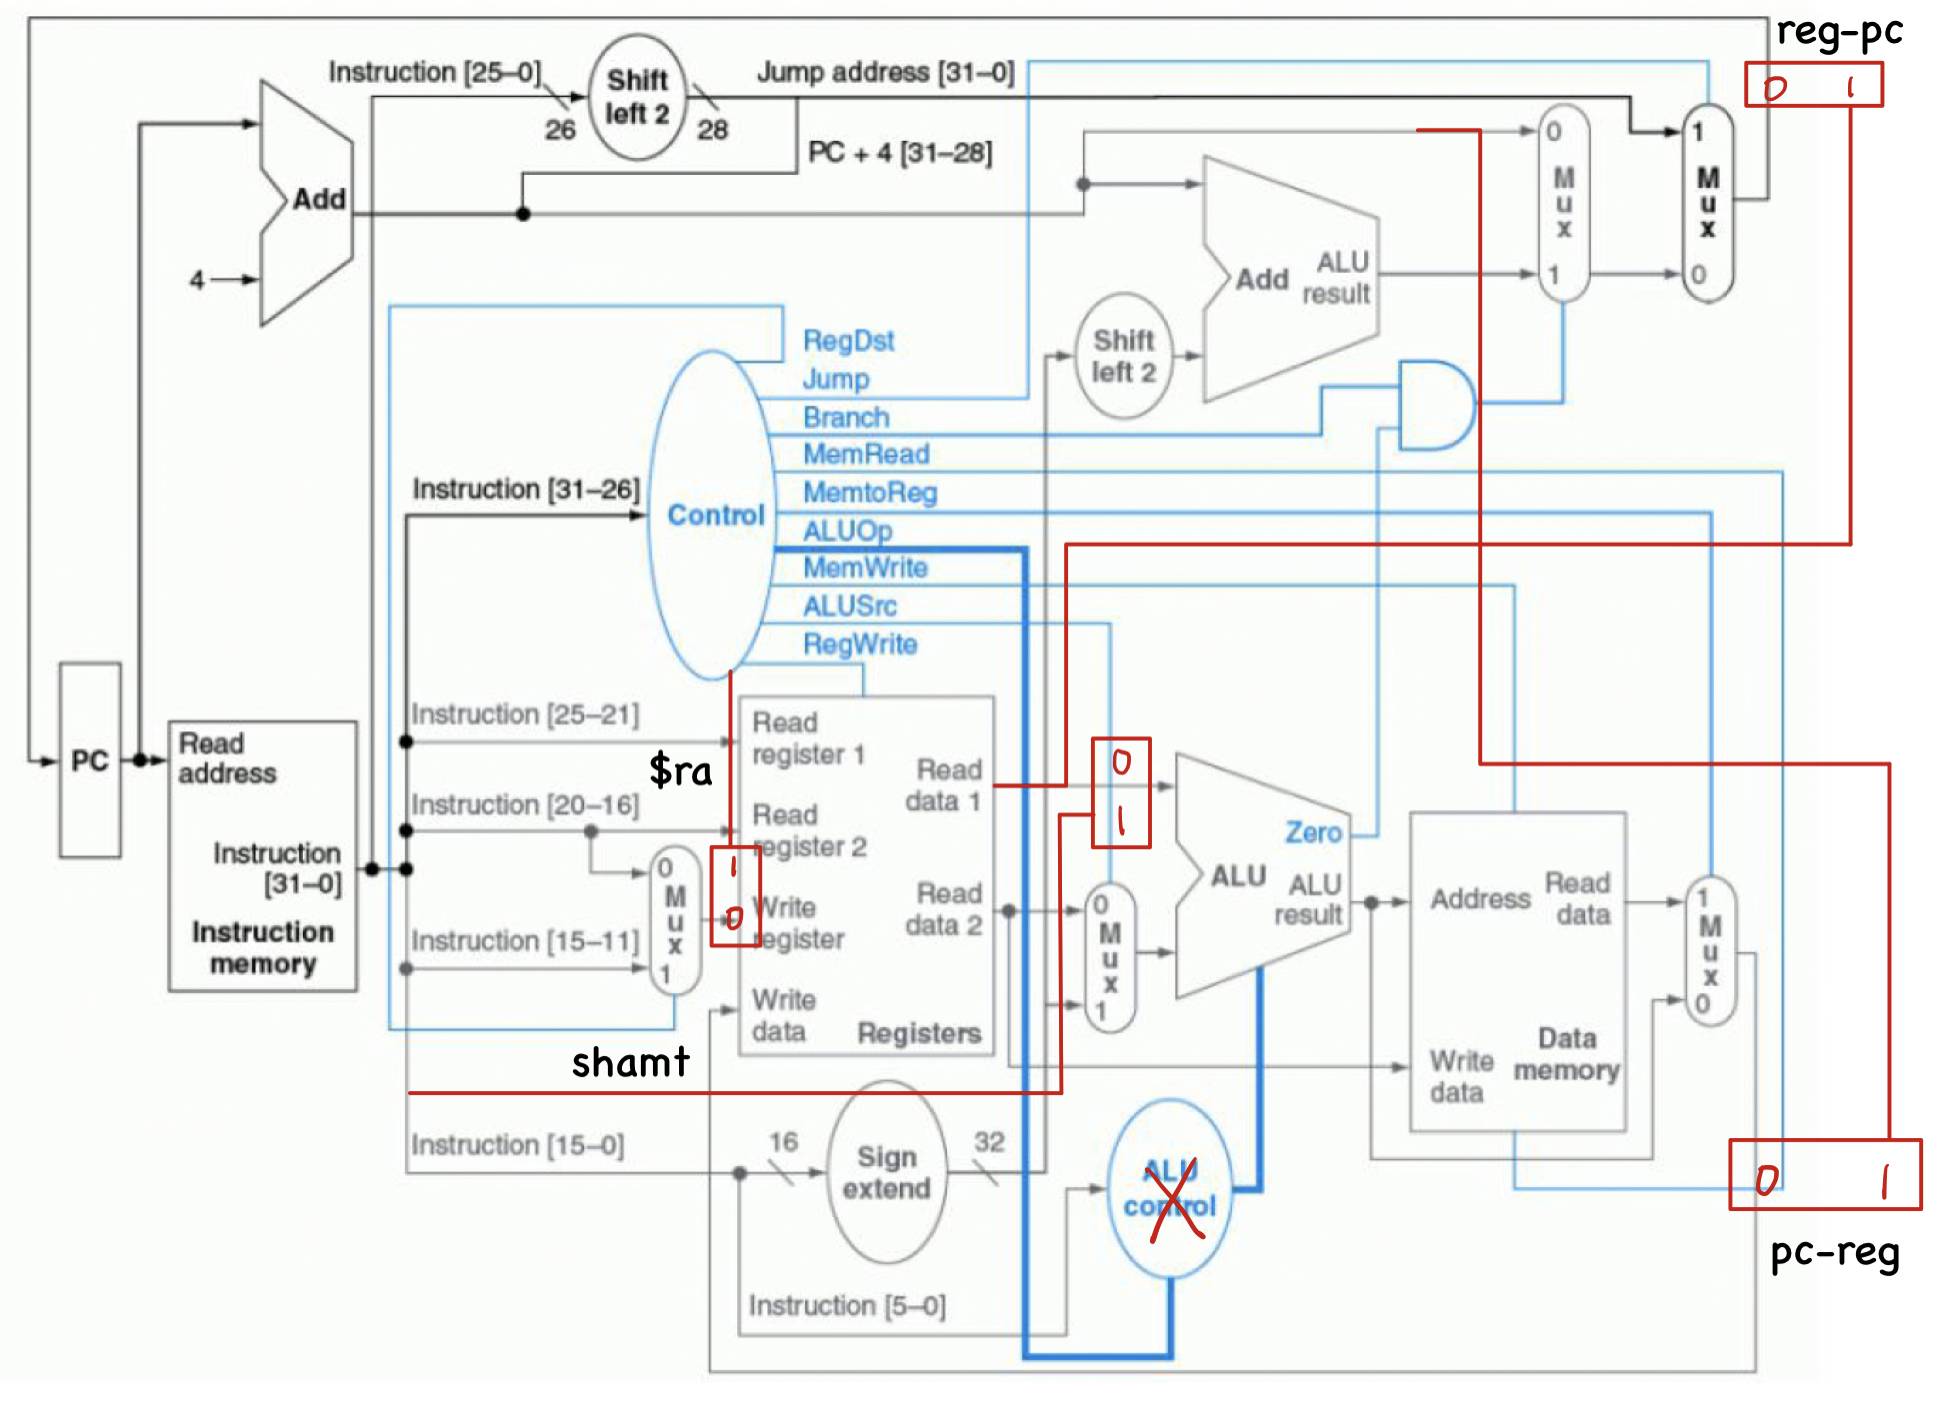 reg-pc
0 1
Instruction [25–0]
Shift
left 2
Jump address [31–0]
26
28
PC + 4 [31–28]
Add
4
0
M
u
x
1
1
M
u
x
0
Add
ALU
result
Shift
left 2
RegDst
Jump
Branch
MemRead
MemtoReg
ALUOp
MemWrite
ALUSrc
RegWrite
Instruction [31–26]
Control
PC
Read
address
Instruction
[31–0]
Instruction
memory
Instruction [25–21]
$ra
Instruction [20–16]
Instruction [15–11]
0
M
u
x
1
1
0
Read
register 1
Read
register 2
Write
register
Write
data
Read
data 1
Read
data 2
Registers
0
1
0
M
u
x
1
Zero
ALU
ALU
result
Address
Read
data
Write
data
Data
memory
1
M
u
x
0
shamt
Instruction [15–0]
16
Sign
extend
32
ALU
control
X
Instruction [5–0]
0 1
pc-reg